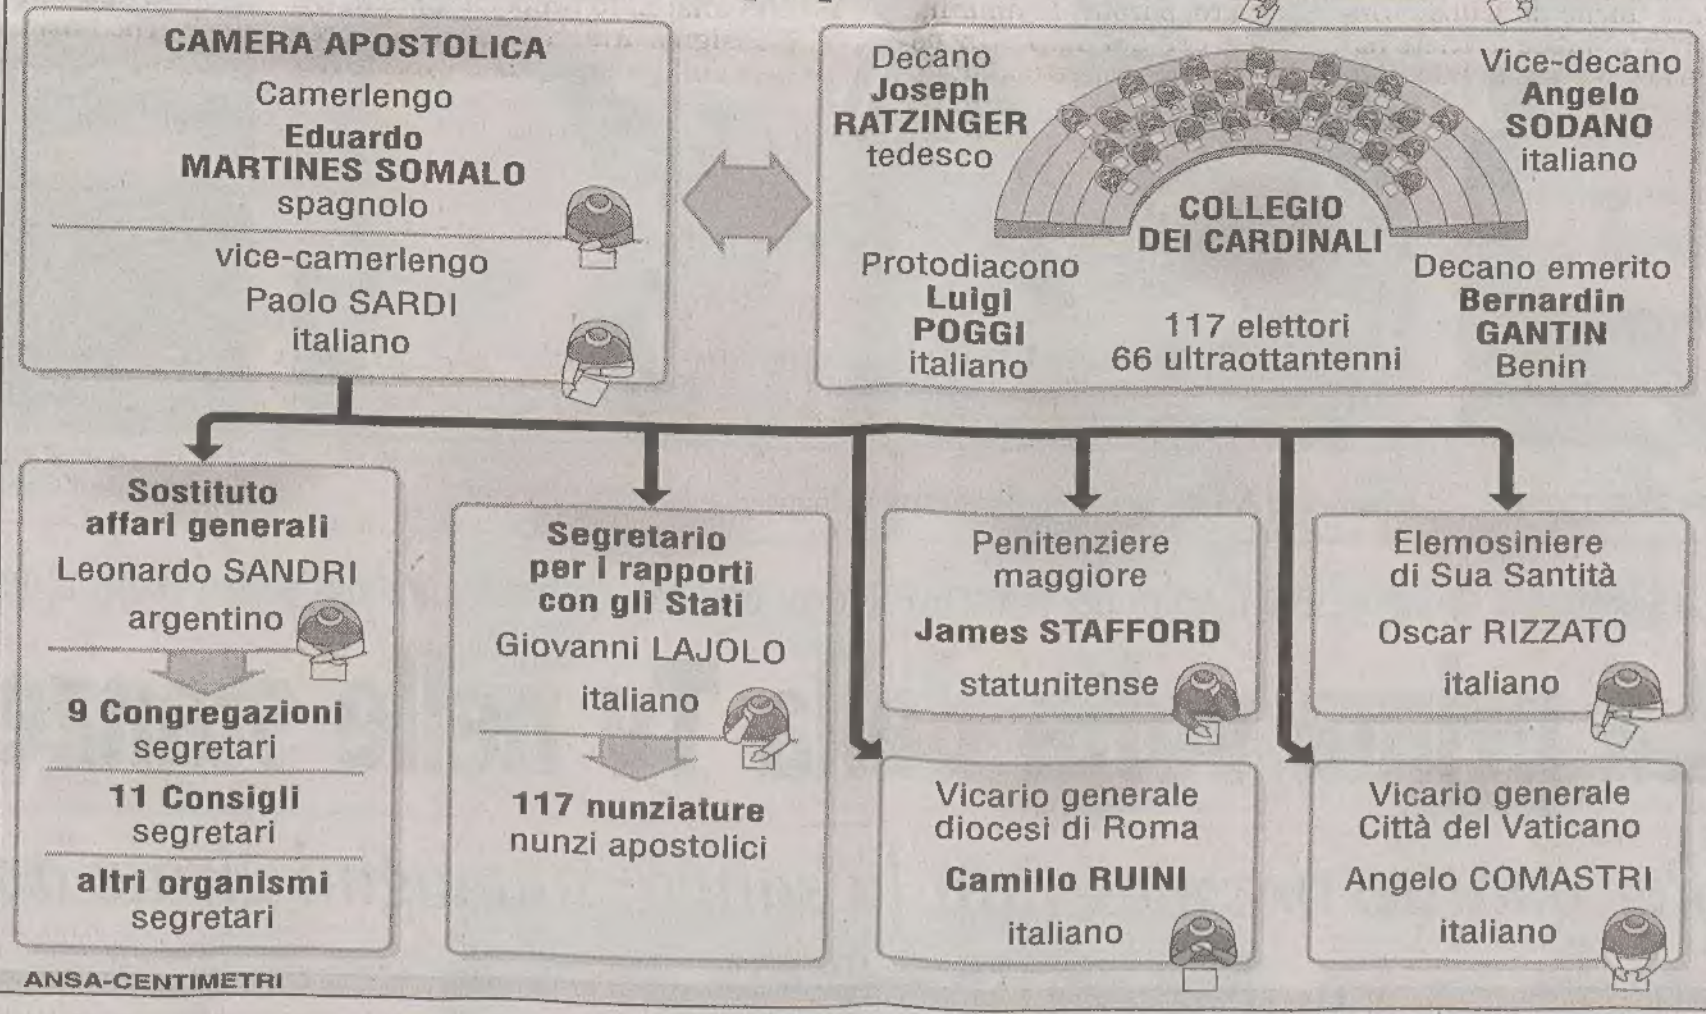 CAMERA APOSTOLICA
Camerlengo
Eduardo
MARTINES SOMALO
spagnolo
vice-camerlengo
Paolo SARDI
italiano
Decano
Joseph
RATZINGER
tedesco
Vice-decano
Angelo
SODANO
italiano
COLLEGIO
DEI CARDINALI
Protodiacono
Luigi
POGGI
italiano
117 elettori
66 ultraottantenni
Decano emerito
Bernardin
GANTIN
Benin
Sostituto
affari generali
Leonardo SANDRI
argentino
9 Congregazioni
segretari
11 Consigli
segretari
altri organismi
segretari
Segretario
per i rapporti
con gli Stati
Giovanni LAJOLO
italiano
117 nunziature
nunzi apostolici
Penitenziere
maggiore
James STAFFORD
statunitense
Elemosiniere
di Sua Santità
Oscar RIZZATO
italiano
Vicario generale
diocesi di Roma
Camillo RUINI
italiano
Vicario generale
Città del Vaticano
Angelo COMASTRI
italiano
ANSA-CENTIMETRI